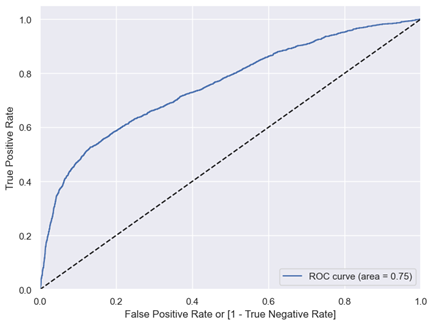 1.0
0.8
0.6
0.4
0.2
0.0
True Positive Rate
ROC curve (area = 0.75)
0.0 0.2 0.4 0.6 0.8 1.0
False Positive Rate or [1 - True Negative Rate]